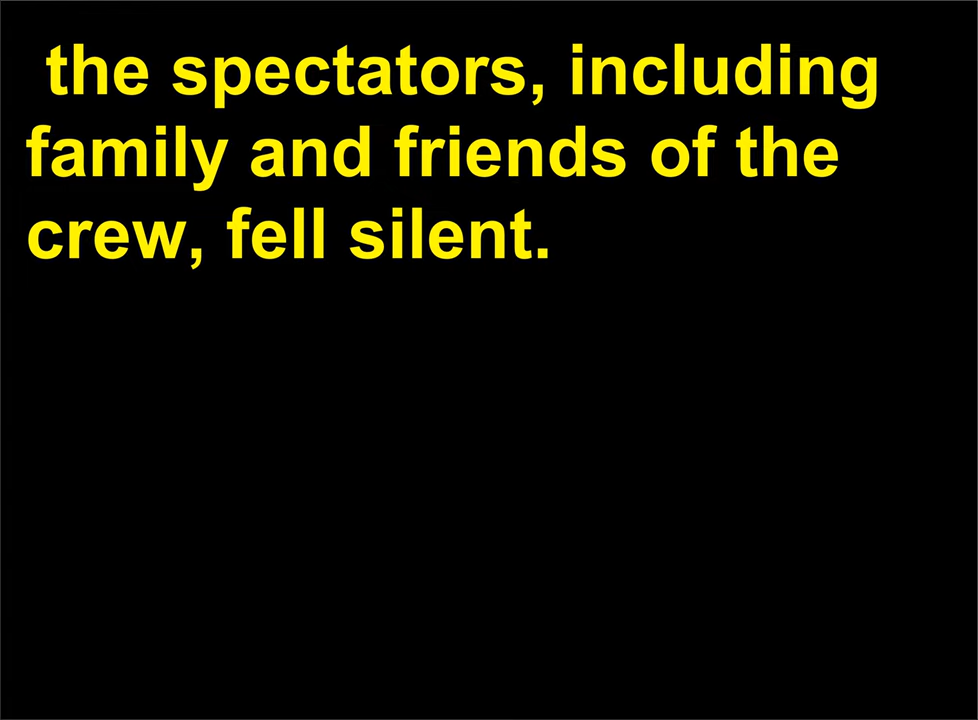 the spectators, including
family and friends of the
crew, fell silent.